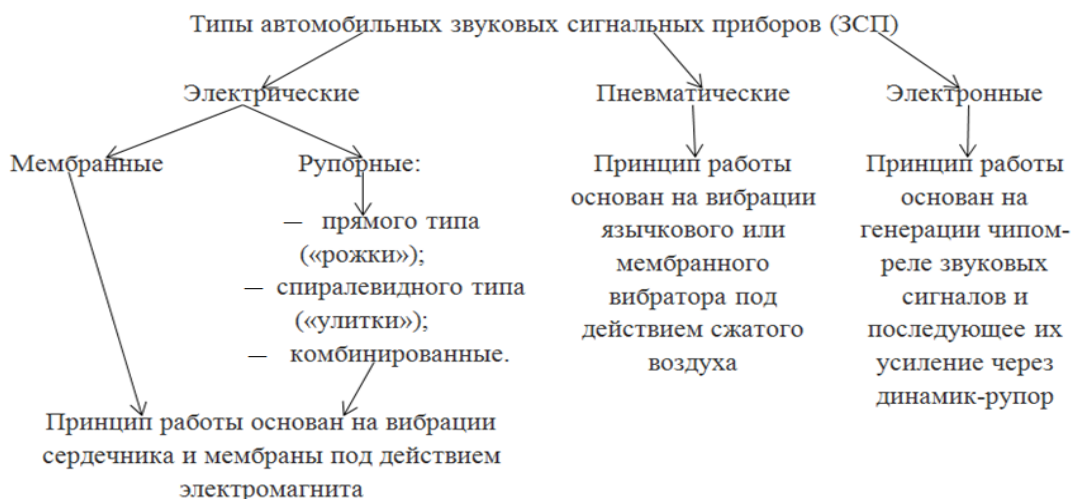 Типы автомобильных звуковых сигнальных приборов (ЗСП)
Электрические
Пневматические
Электронные
Мембранные
Рупорные:
— прямого типа
(«рожки»);
— спиралевидного типа
(«улитки»);
— комбинированные.
Принцип работы основан на вибрации
сердечника и мембраны под действием
электромагнита
Принцип работы
основан на вибрации
язычкового или
мембранного
вибратора под
действием сжатого
воздуха
Принцип работы
основан на
генерации чипом-
реле звуковых
сигналов и
последующее их
усиление через
динамик-рупор